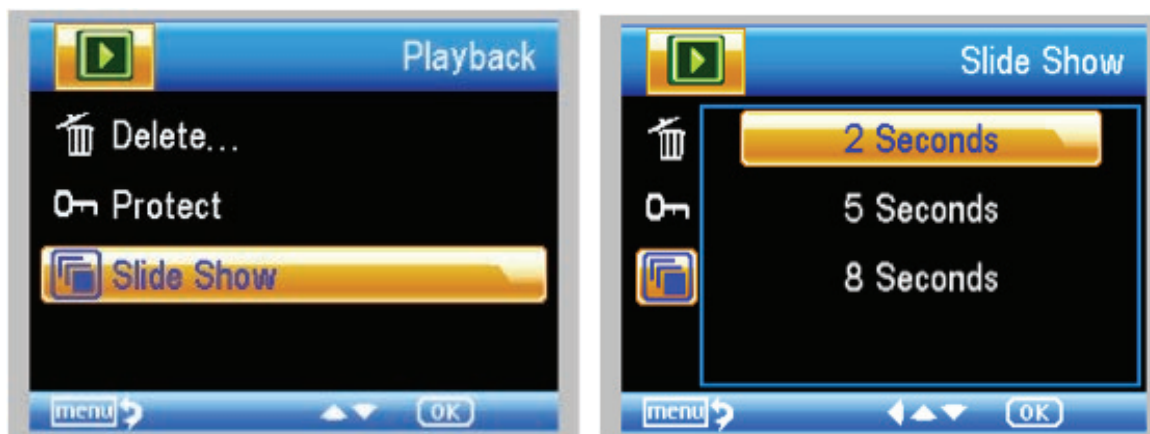 Playback
Delete...
Protect
Slide Show
menu OK
Slide Show
2 Seconds
5 Seconds
8 Seconds
menu OK